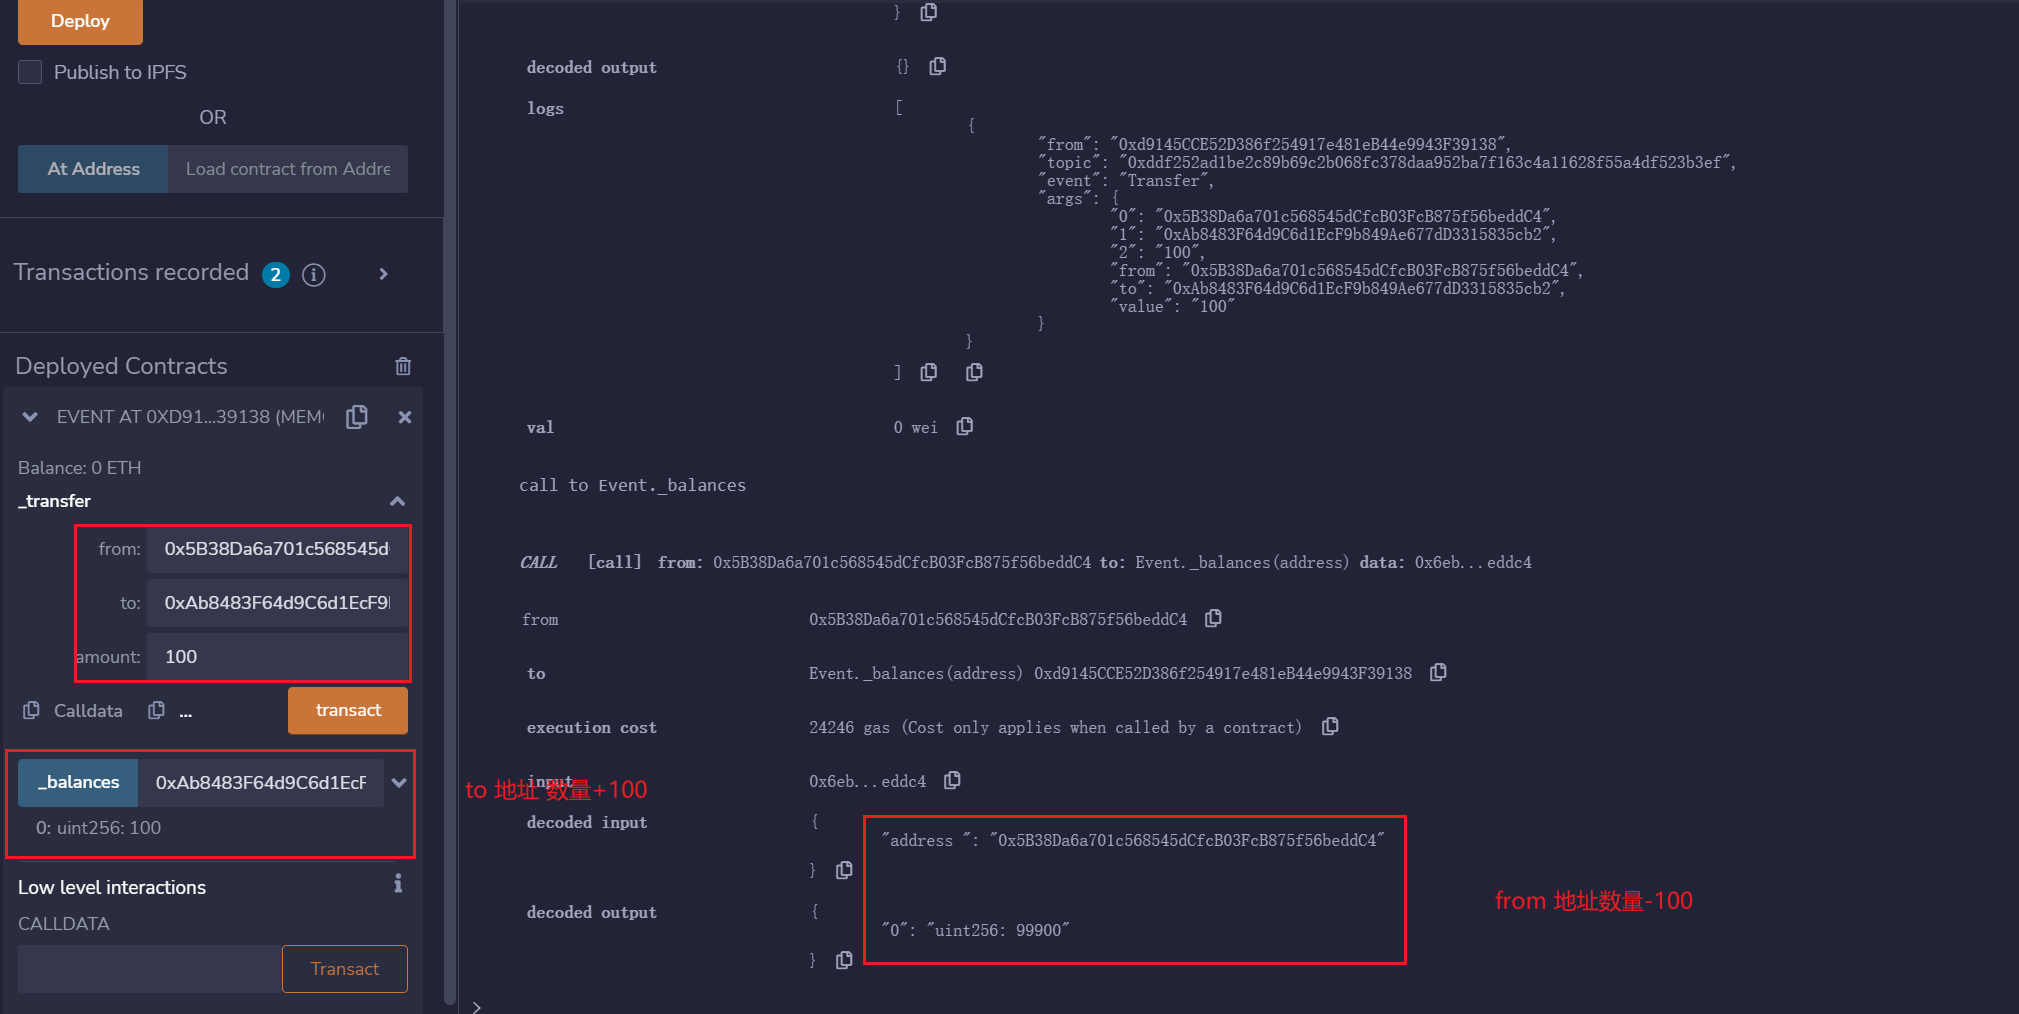 Deploy
Publish to IPFS
OR
At Address
Load contract from Addre
Transactions recorded 2
Deployed Contracts
EVENT AT 0XD91...39138 (MEM
Balance: 0 ETH
_transfer
from: 0x5B38Da6a701c568545d
to: 0xAb8483F64d9C6d1EcF9
amount: 100
Calldata
...
transact
_balances 0xAb8483F64d9C6d1EcF
0: uint256: 100
Low level interactions
CALLDATA
Transact
}
decoded output {}
logs [
{
"from": "0xd9145CCE52D386f254917e481eB44e9943F39138",
"topic": "0xddf252ad1be2c89b69c2b068fc378daa952ba7f163c4a11628f55a4df523b3ef",
"event": "Transfer",
"args": {
"0": "0x5B38Da6a701c568545dCfcB03FcB875f56beddC4",
"1": "0xAb8483F64d9C6d1EcF9b849Ae677dD3315835cb2",
"2": "100",
"from": "0x5B38Da6a701c568545dCfcB03FcB875f56beddC4",
"to": "0xAb8483F64d9C6d1EcF9b849Ae677dD3315835cb2",
"value": "100"
}
}
]
val 0 wei
call to Event._balances
CALL [call] from: 0x5B38Da6a701c568545dCfcB03FcB875f56beddC4 to: Event._balances(address) data: 0x6eb...eddc4
from 0x5B38Da6a701c568545dCfcB03FcB875f56beddC4
to Event._balances(address) 0xd9145CCE52D386f254917e481eB44e9943F39138
execution cost 24246 gas (Cost only applies when called by a contract)
input 0x6eb...eddc4
to 地址 数量+100
decoded input {
"address ": "0x5B38Da6a701c568545dCfcB03FcB875f56beddC4"
}
from 地址数量-100
decoded output {
"0": "uint256: 99900"
}
>